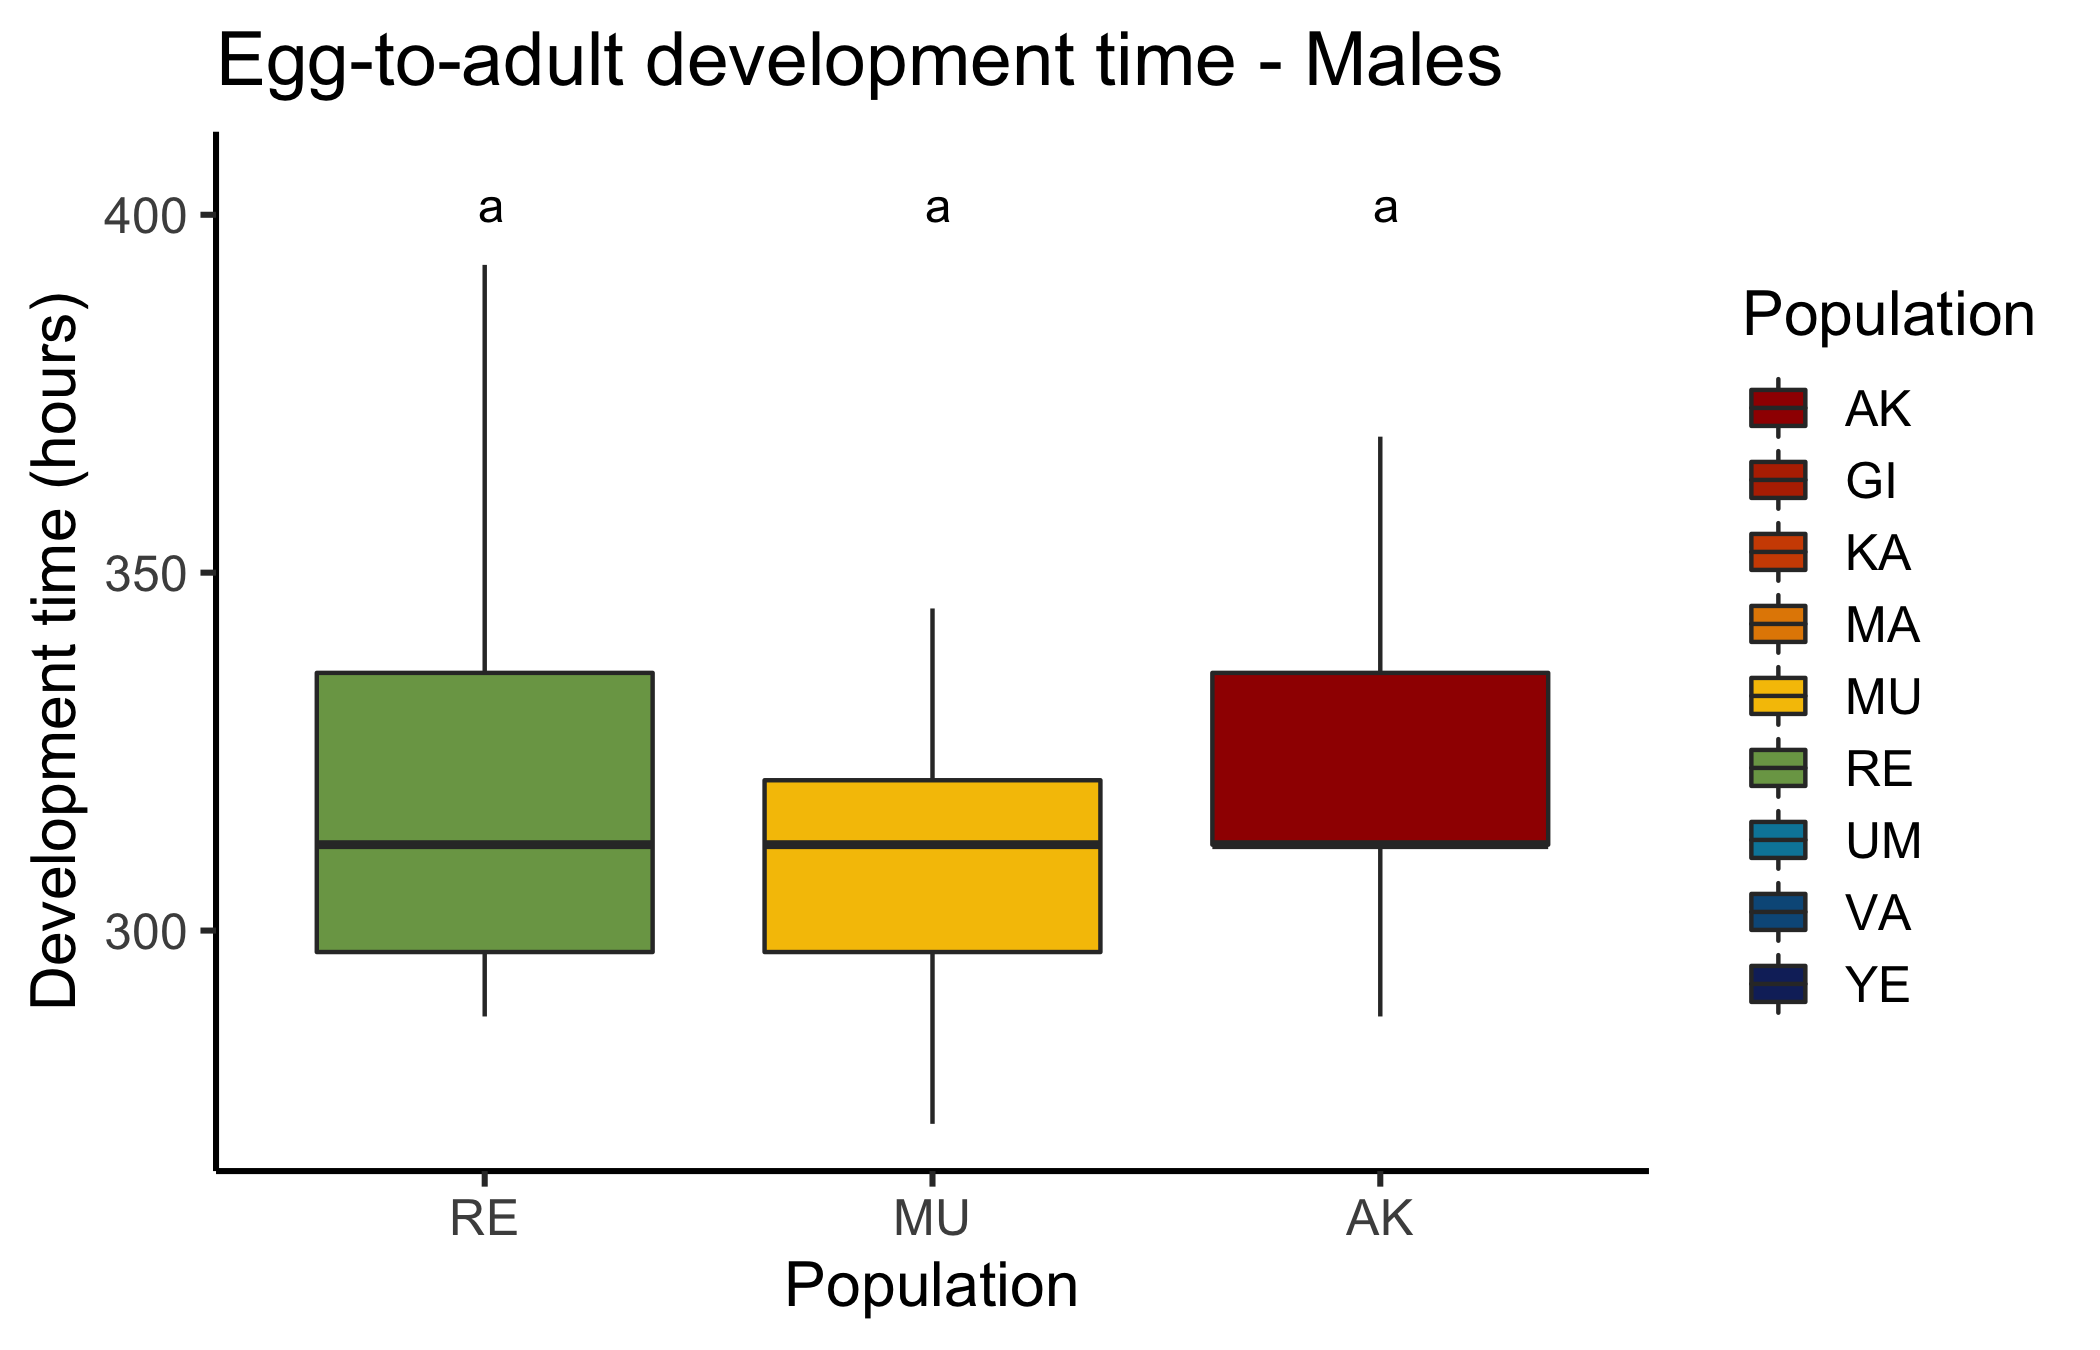 Egg-to-adult development time - Males
Development time (hours)
400
350
300
a
a
a
RE
MU
AK
Population
Population
AK
GI
KA
MA
MU
RE
UM
VA
YE